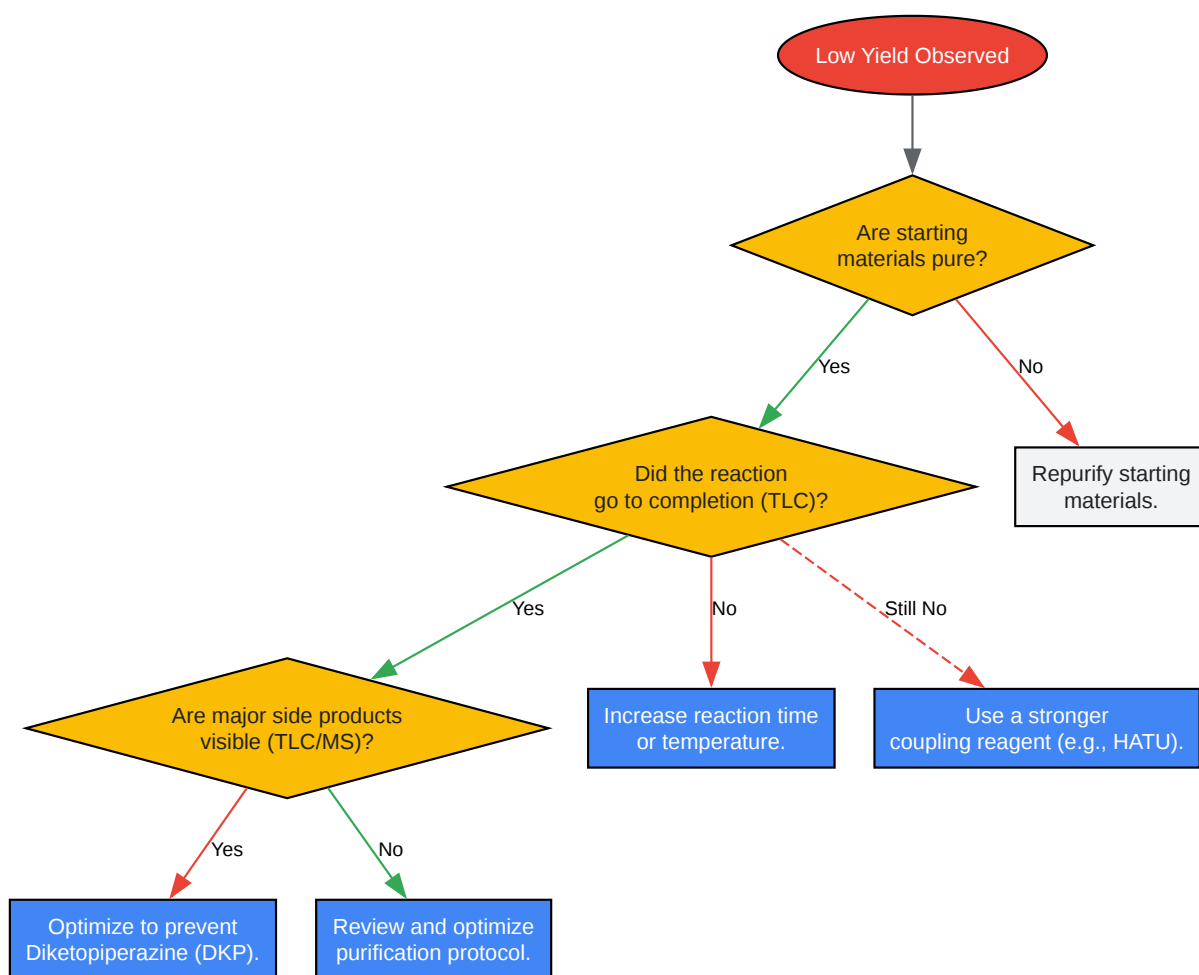 Low Yield Observed
Are starting
materials pure?
Yes
No
Did the reaction
go to completion (TLC)?
Repurify starting
materials.
Yes
No
Still No
Are major side products
visible (TLC/MS)?
Increase reaction time
or temperature.
Use a stronger
coupling reagent (e.g., HATU).
Yes
No
Optimize to prevent
Diketopiperazine (DKP).
Review and optimize
purification protocol.